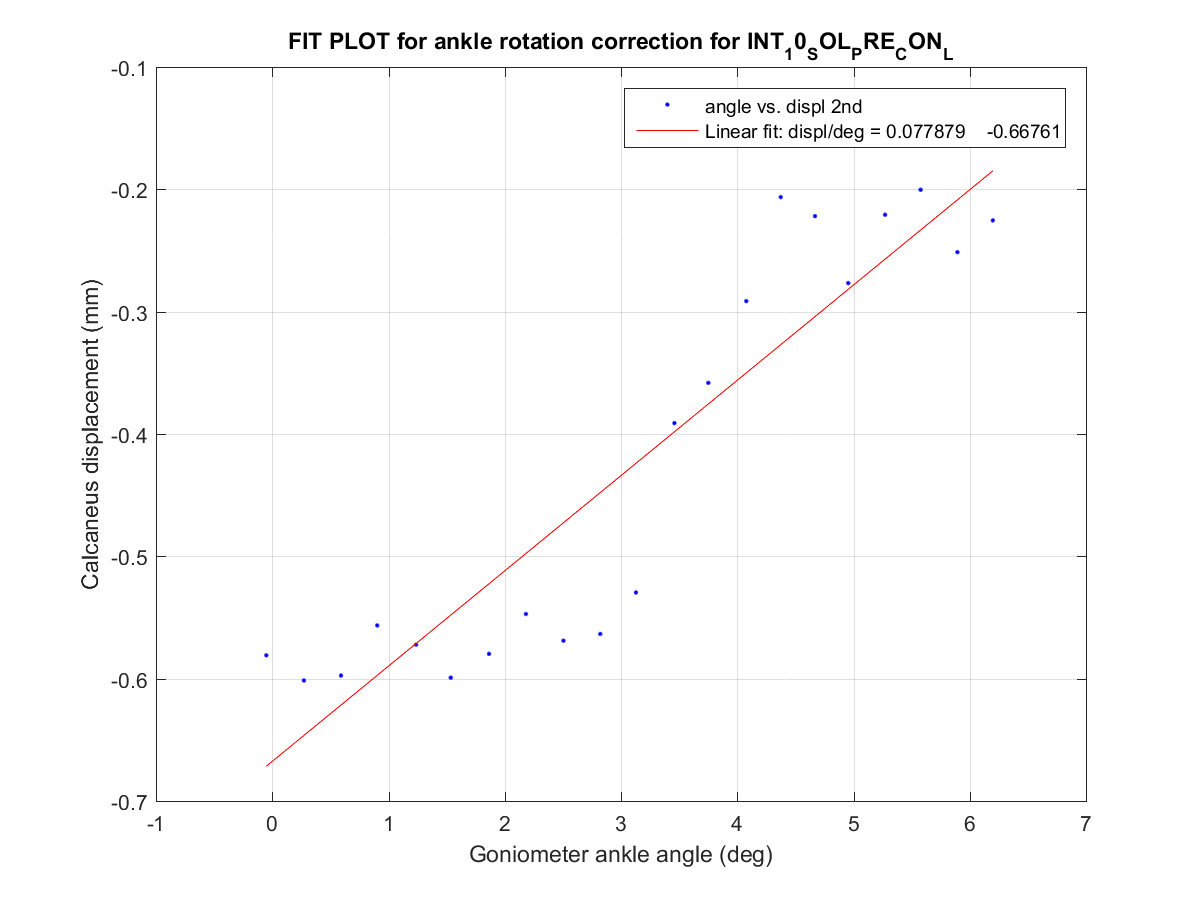 FIT PLOT for ankle rotation correction for INT₁0ₛOLₚRE꜀ONʟ
angle vs. displ 2nd
Linear fit: displ/deg = 0.077879 -0.66761
-0.1
-0.2
-0.3
-0.4
-0.5
-0.6
-0.7
Calcaneus displacement (mm)
-1 0 1 2 3 4 5 6 7
Goniometer ankle angle (deg)